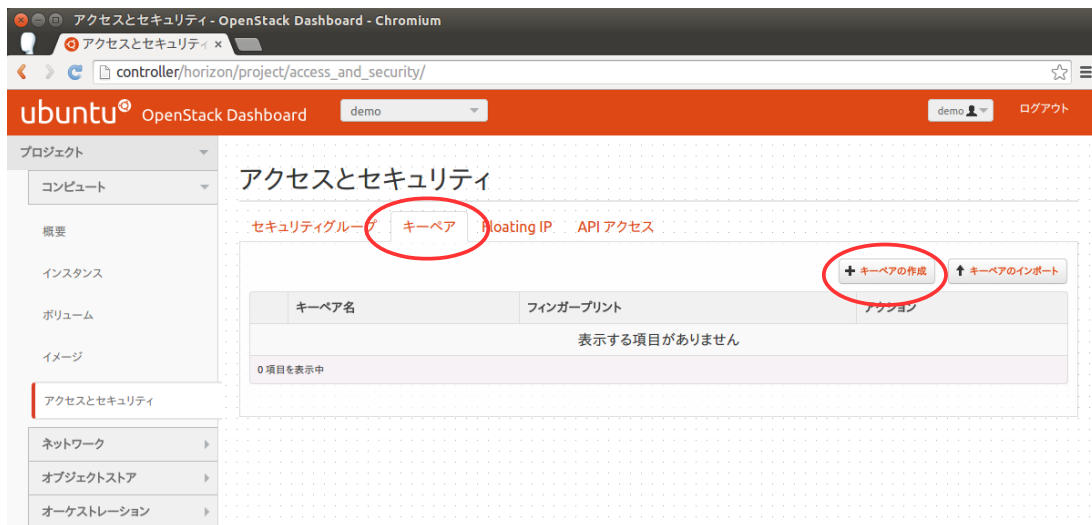 アクセスとセキュリティ - OpenStack Dashboard - Chromium
アクセスとセキュリティ ×
controller/horizon/project/access_and_security/
ubuntu OpenStack Dashboard demo demo ログアウト
プロジェクト
コンピュート
概要
インスタンス
ボリューム
イメージ
アクセスとセキュリティ
ネットワーク
オブジェクトストア
オーケストレーション
アクセスとセキュリティ
セキュリティグループ キーペア Floating IP API アクセス
+ キーペアの作成 キーペアのインポート
キーペア名 フィンガープリント アクション
表示する項目がありません
0 項目を表示中